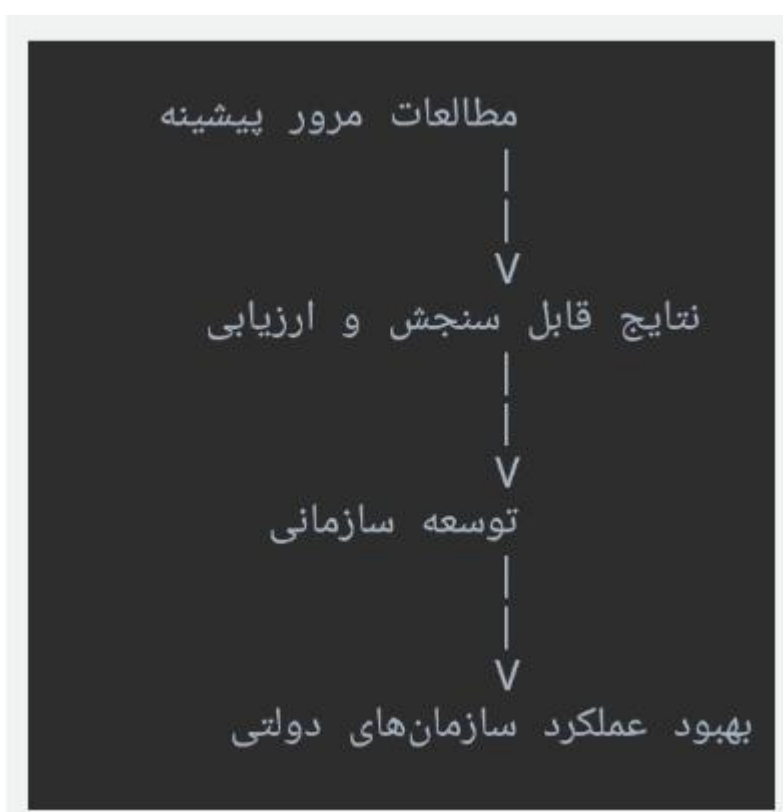 مطالعات مرور پیشینه
|
|
V
نتایج قابل سنجش و ارزیابی
|
|
V
توسعه سازمانی
|
|
V
بهبود عملکرد سازمان‌های دولتی